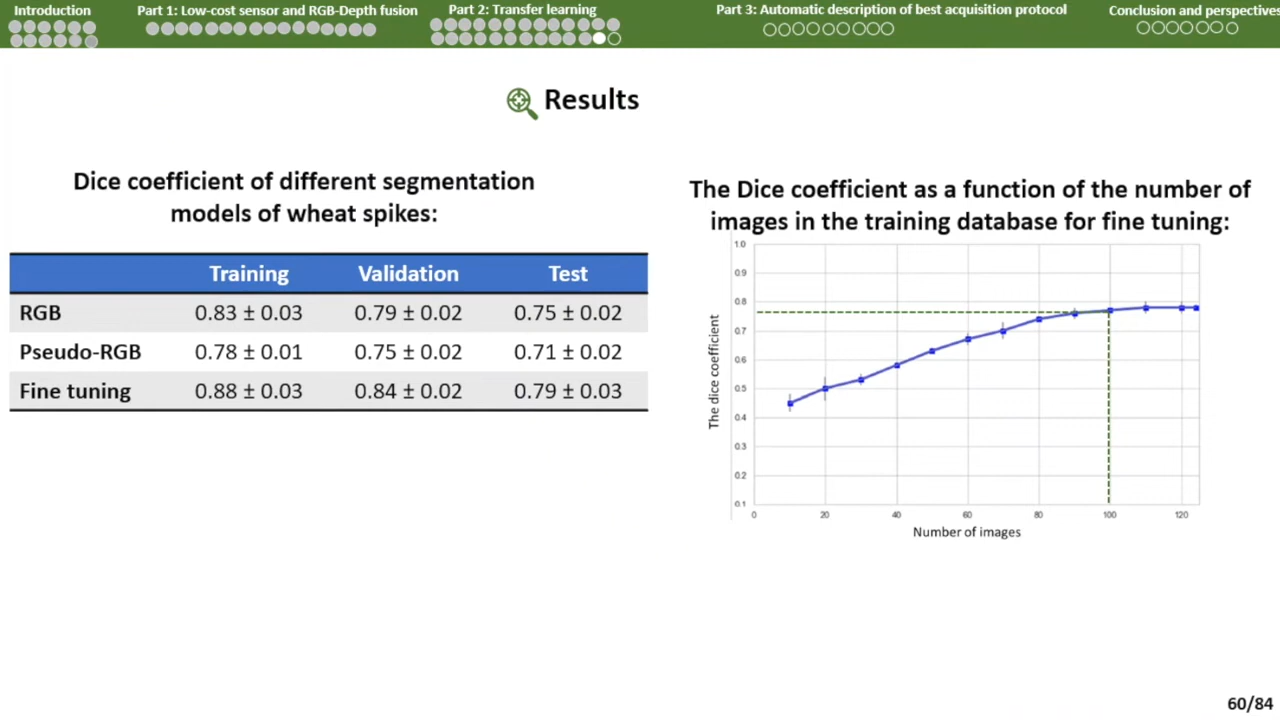 Introduction
Part 1: Low-cost sensor and RGB-Depth fusion
Part 2: Transfer learning
Part 3: Automatic description of best acquisition protocol
Conclusion and perspectives
Results
Dice coefficient of different segmentation
models of wheat spikes:
Training Validation Test
RGB 0.83 ± 0.03 0.79 ± 0.02 0.75 ± 0.02
Pseudo-RGB 0.78 ± 0.01 0.75 ± 0.02 0.71 ± 0.02
Fine tuning 0.88 ± 0.03 0.84 ± 0.02 0.79 ± 0.03
The Dice coefficient as a function of the number of
images in the training database for fine tuning:
1.0
0.9
0.8
0.7
0.6
0.5
0.4
0.3
0.2
0.1
The dice coefficient
0 20 40 60 80 100 120
Number of images
60/84